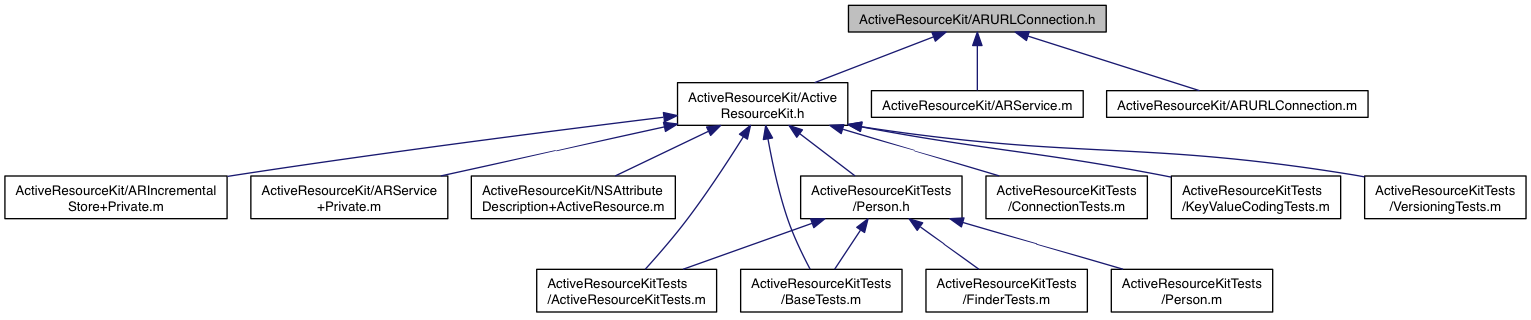 ActiveResourceKit/ARURLConnection.h
ActiveResourceKit/Active
ResourceKit.h
ActiveResourceKit/ARService.m
ActiveResourceKit/ARURLConnection.m
ActiveResourceKit/ARIncremental
Store+Private.m
ActiveResourceKit/ARService
+Private.m
ActiveResourceKit/NSAttribute
Description+ActiveResource.m
ActiveResourceKitTests
/Person.h
ActiveResourceKitTests
/ConnectionTests.m
ActiveResourceKitTests
/KeyValueCodingTests.m
ActiveResourceKitTests
/VersioningTests.m
ActiveResourceKitTests
/ActiveResourceKitTests.m
ActiveResourceKitTests
/BaseTests.m
ActiveResourceKitTests
/FinderTests.m
ActiveResourceKitTests
/Person.m